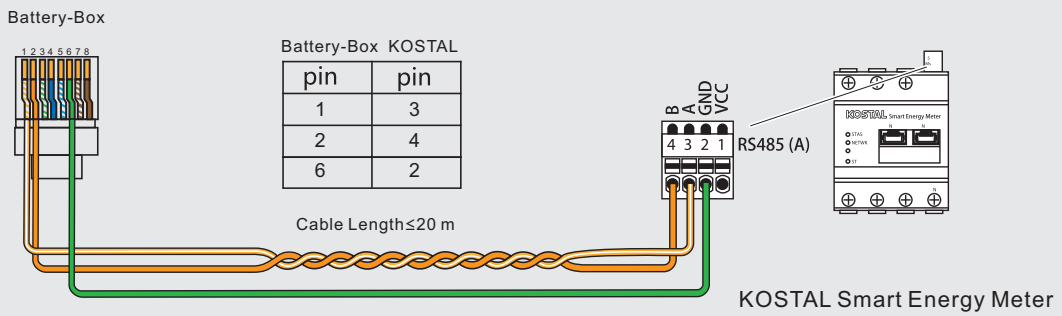 Battery-Box
1 2 3 4 5 6 7 8
Battery-Box KOSTAL
pin pin
1 3
2 4
6 2
Cable Length≤20 m
B A GND VCC
4 3 2 1
RS485 (A)
KOSTAL Smart Energy Meter
N N
STAS
NETWR
ST
N
KOSTAL Smart Energy Meter